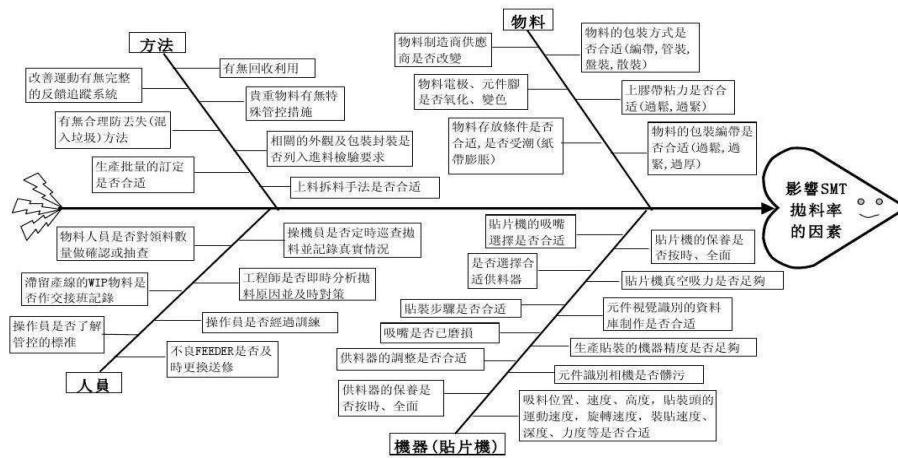 方法
有無回收利用
改善運動有無完整
的反饋追蹤系統
貴重物料有無特
殊管控措施
有無合理防丟失(混
入垃圾)方法
相關的外觀及包裝封裝是
否列入進料檢驗要求
生產批量的訂定
是否合适
上料拆料手法是否合适
物料
物料制造商供應
商是否改變
物料的包裝方式是
否合适(編帶,管裝,
盤裝,散裝)
物料電极、元件腳
是否氧化、變色
上膠帶粘力是否合
适(過鬆,過緊)
物料存放條件是否
合适,是否受潮(紙
帶膨脹)
物料的包裝編帶是
否合适(過鬆,過
緊,過厚)
影響SMT
拋料率
的因素
人員
物料人員是否對領料數
量做確認或抽查
操機員是否定時巡查拋
料並記錄真實情況
滯留產線的WIP物料是
否作交接班記錄
工程師是否即時分析拋
料原因並及時對策
操作員是否了解
管控的標准
操作員是否經過訓練
不良FEEDER是否及
時更換送修
機器(貼片機)
貼片機的吸嘴
選擇是否合适
貼片機的保養是
否按時、全面
是否選擇合
适供料器
貼片機真空吸力是否足夠
貼裝步驟是否合适
元件視覺識別的資料
庫制作是否合适
吸嘴是否已磨損
生產貼裝的機器精度是否足夠
供料器的調整是否合适
元件識別相機是否髒污
供料器的保養是
否按時、全面
吸料位置、速度、高度，貼裝頭的
運動速度，旋轉速度，裝貼速度、
深度、力度等是否合适